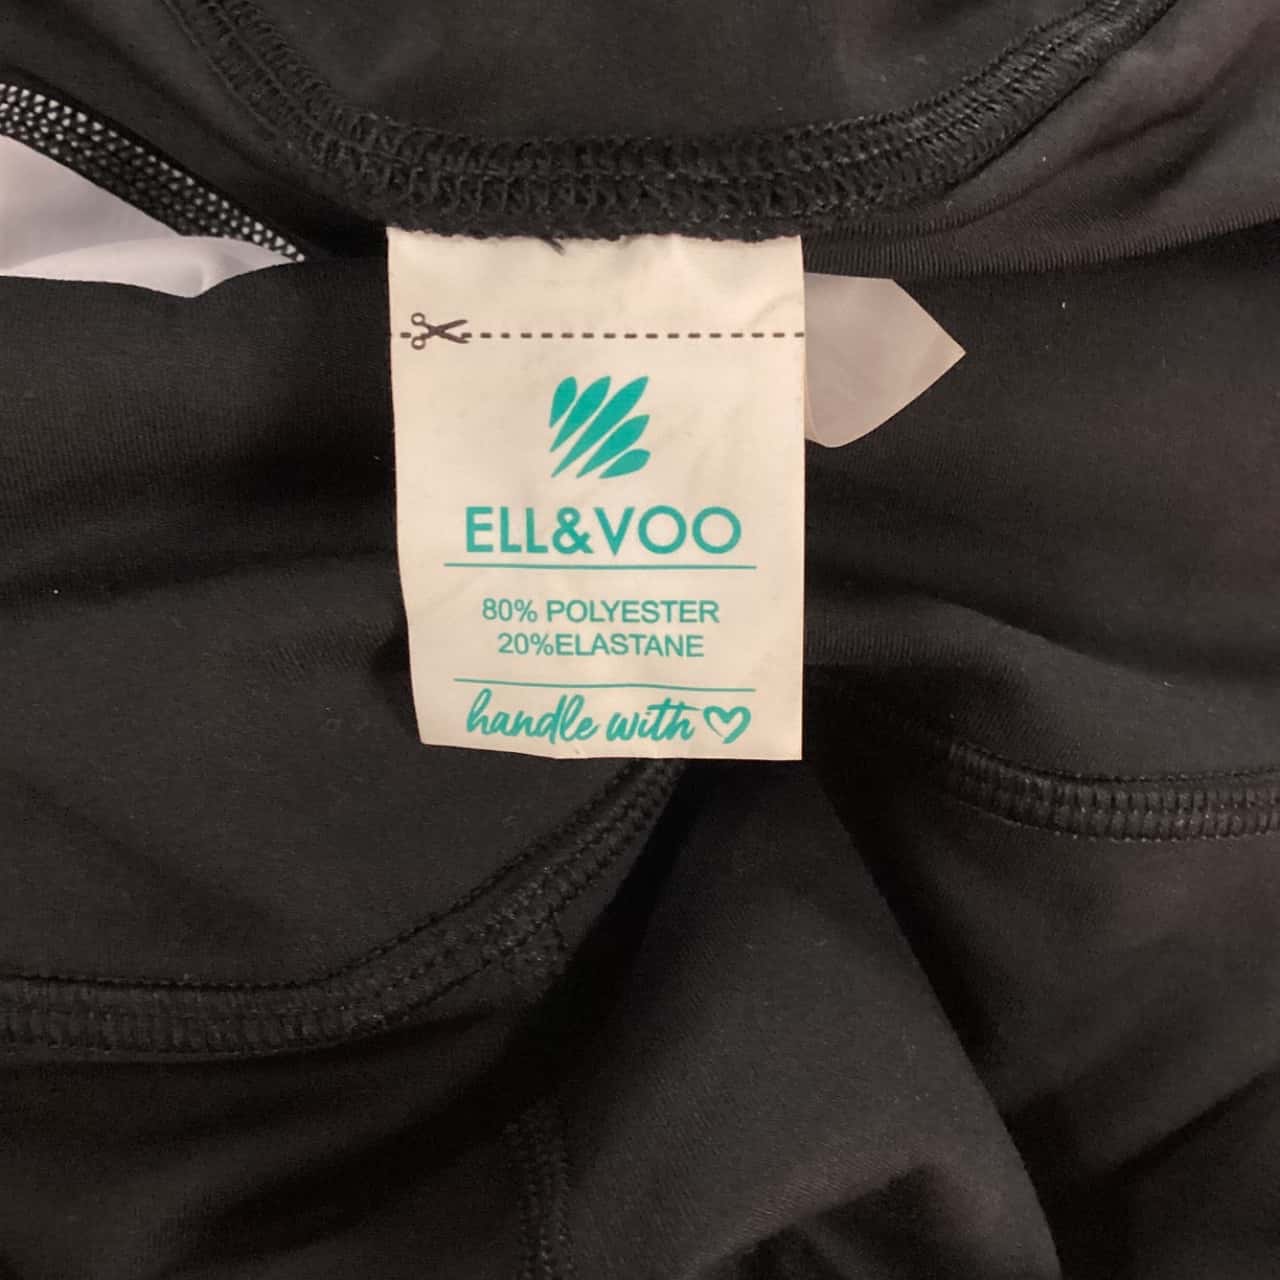 ELL&VOO
80% POLYESTER
20%ELASTANE
handle with